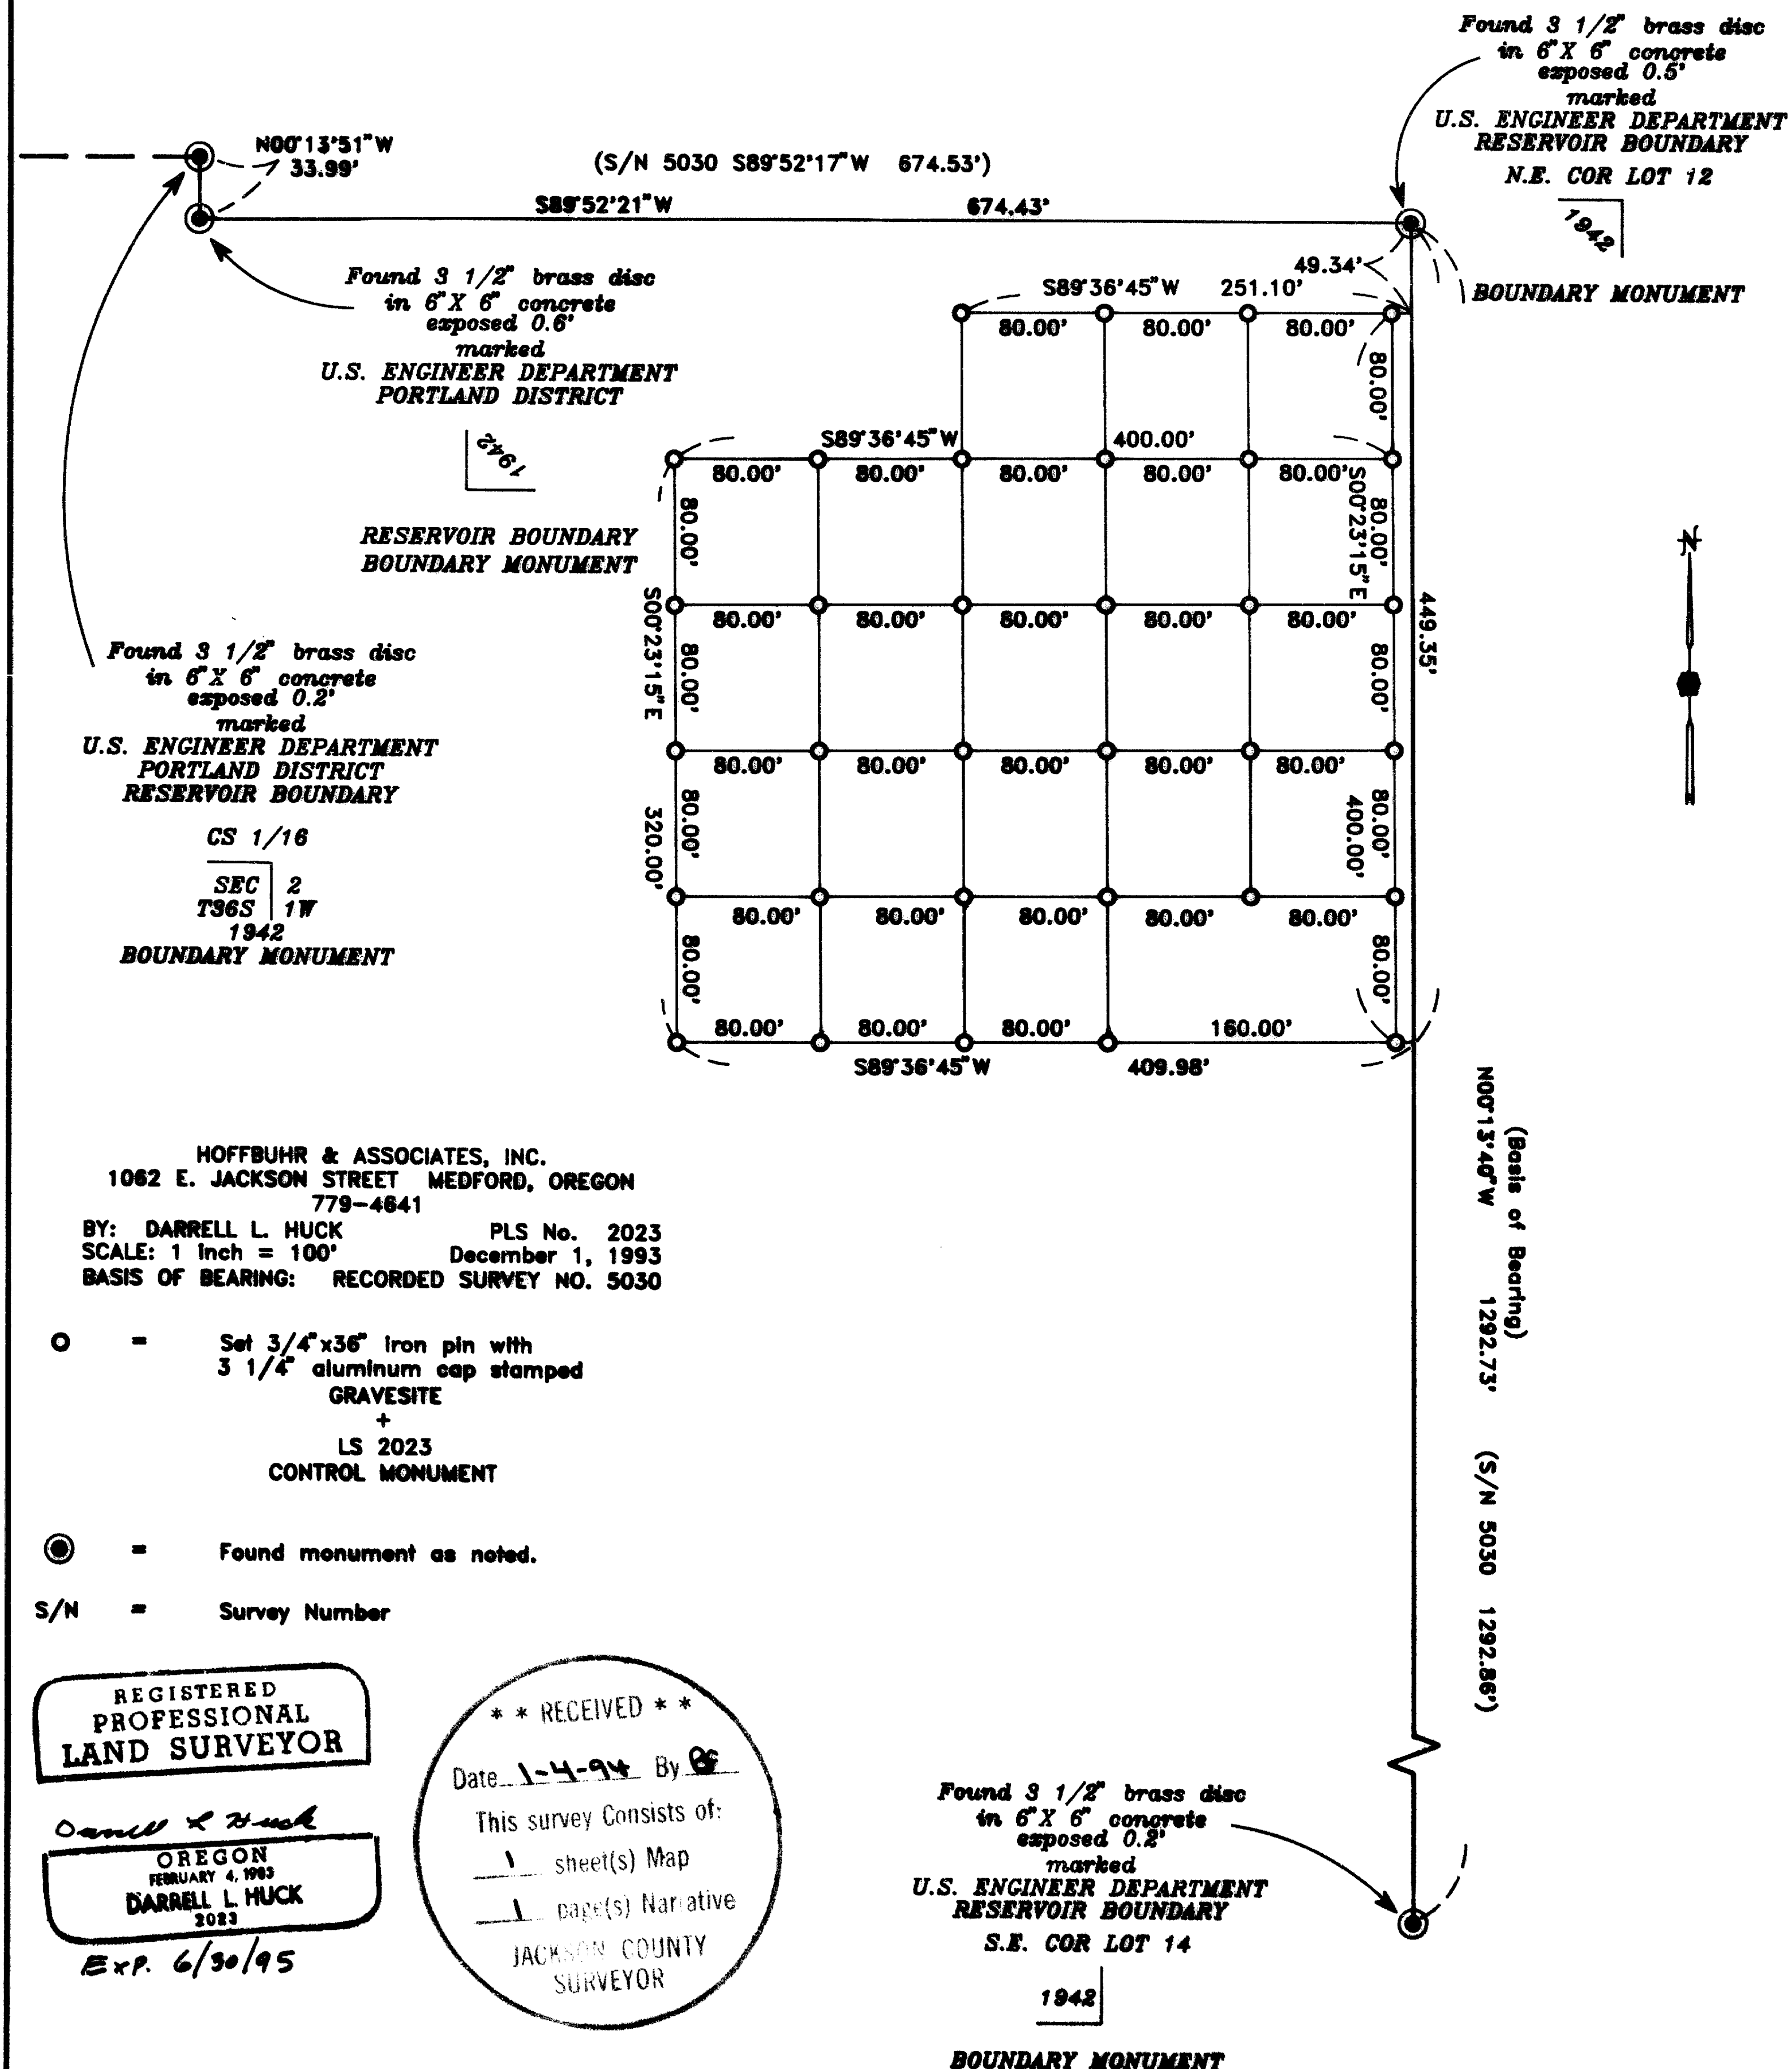 Found 3 1/2" brass disc
in 6"X 6" concrete
exposed 0.5'
marked
U.S. ENGINEER DEPARTMENT
RESERVOIR BOUNDARY
N.E. COR LOT 12
1942
BOUNDARY MONUMENT
N00°13'51"W
33.99'
(S/N 5030 S89°52'17"W 674.53')
S89°52'21"W 674.43'
49.34'
S89°36'45"W 251.10'
80.00' 80.00' 80.00'
80.00'
Found 3 1/2" brass disc
in 6"X 6" concrete
exposed 0.6'
marked
U.S. ENGINEER DEPARTMENT
PORTLAND DISTRICT
1942
RESERVOIR BOUNDARY
BOUNDARY MONUMENT
S89°36'45"W 400.00'
80.00' 80.00' 80.00' 80.00' 80.00'
80.00'
80.00'
S00°23'15"E
80.00' 80.00' 80.00' 80.00' 80.00'
S00°23'15"E
80.00'
80.00'
449.35'
80.00' 80.00' 80.00' 80.00' 80.00'
320.00'
80.00'
80.00'
400.00'
80.00' 80.00' 80.00' 80.00' 80.00'
80.00'
80.00'
80.00' 80.00' 80.00' 160.00'
S89°36'45"W 409.98'
N
Found 3 1/2" brass disc
in 6"X 6" concrete
exposed 0.2'
marked
U.S. ENGINEER DEPARTMENT
PORTLAND DISTRICT
RESERVOIR BOUNDARY
CS 1/16
SEC 2
T36S 1W
1942
BOUNDARY MONUMENT
(Basis of Bearing)
N00°13'40"W 1292.73' (S/N 5030 1292.86')
HOFFBUHR & ASSOCIATES, INC.
1062 E. JACKSON STREET MEDFORD, OREGON
779-4641
BY: DARRELL L. HUCK PLS No. 2023
SCALE: 1 inch = 100' December 1, 1993
BASIS OF BEARING: RECORDED SURVEY NO. 5030
= Set 3/4"x36" iron pin with
3 1/4" aluminum cap stamped
GRAVESITE
+
LS 2023
CONTROL MONUMENT
= Found monument as noted.
S/N = Survey Number
REGISTERED
PROFESSIONAL
LAND SURVEYOR
Darrell L Huck
OREGON
FEBRUARY 4, 1983
DARRELL L. HUCK
2023
Exp. 6/30/95
* * RECEIVED * *
Date 1-4-94 By
This survey Consists of:
1 sheet(s) Map
1 page(s) Narrative
JACKSON COUNTY
SURVEYOR
Found 3 1/2" brass disc
in 6"X 6" concrete
exposed 0.2'
marked
U.S. ENGINEER DEPARTMENT
RESERVOIR BOUNDARY
S.E. COR LOT 14
1942
BOUNDARY MONUMENT